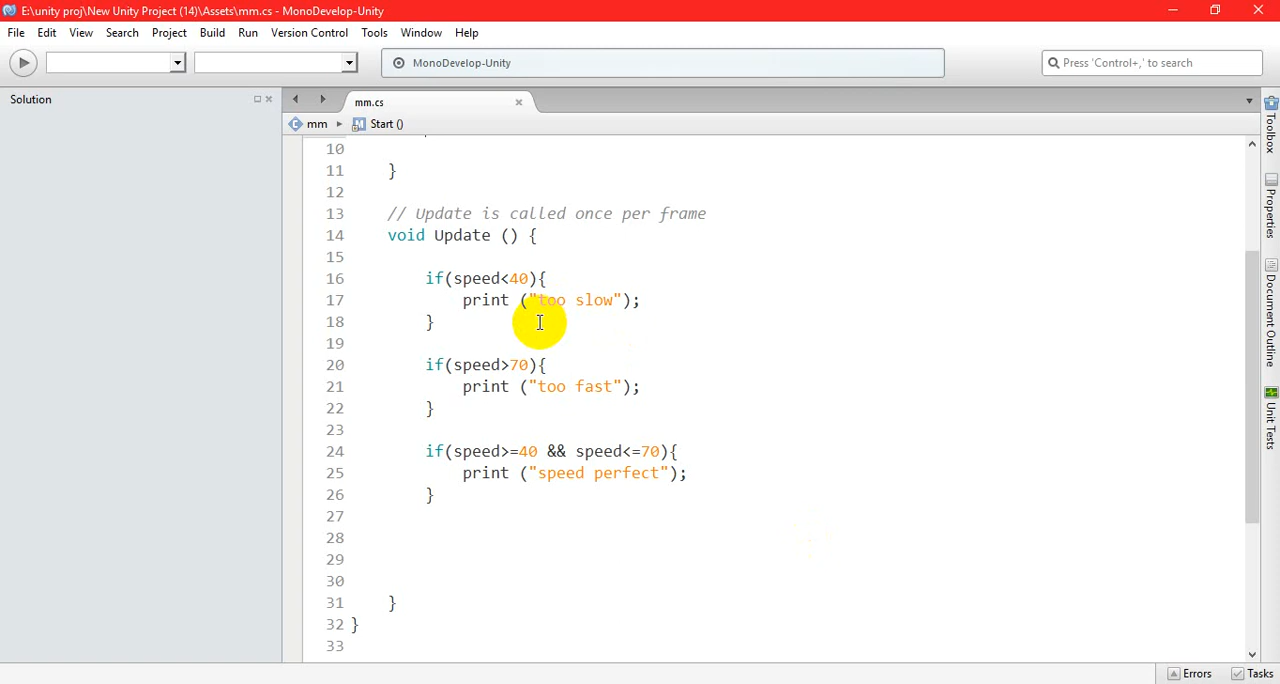 E:\unity proj\New Unity Project (14)\Assets\mm.cs - MonoDevelop-Unity
File Edit View Search Project Build Run Version Control Tools Window Help
MonoDevelop-Unity
Press 'Control+,' to search
Solution
mm.cs
mm Start ()
10
11 }
12
13 // Update is called once per frame
14 void Update () {
15
16 if(speed<40){
17 print ("too slow");
18 }
19
20 if(speed>70){
21 print ("too fast");
22 }
23
24 if(speed>=40 && speed<=70){
25 print ("speed perfect");
26 }
27
28
29
30
31 }
32 }
33
Toolbox
Properties
Document Outline
Unit Tests
Errors Tasks